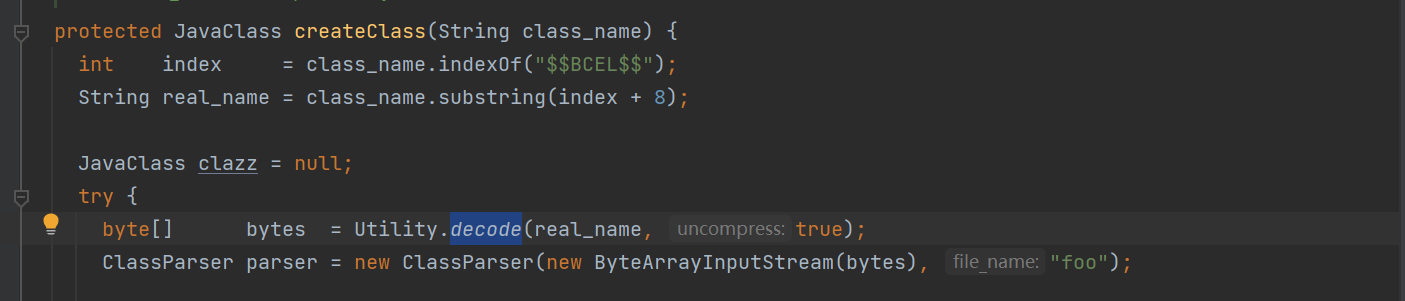 protected JavaClass createClass(String class_name) {
int    index     = class_name.indexOf("$$BCEL$$");
String real_name = class_name.substring(index + 8);
JavaClass clazz = null;
try {
byte[]      bytes  = Utility.decode(real_name, uncompress: true);
ClassParser parser = new ClassParser(new ByteArrayInputStream(bytes), file_name: "foo");